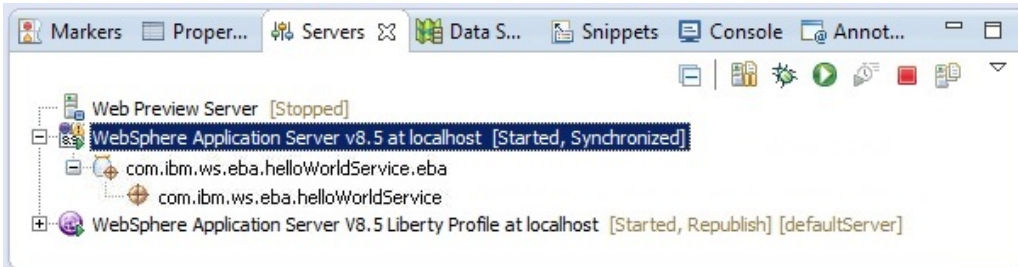 Markers Proper... Servers Data S... Snippets Console Annot...
Web Preview Server [Stopped]
WebSphere Application Server v8.5 at localhost [Started, Synchronized]
com.ibm.ws.eba.helloWorldService.eba
com.ibm.ws.eba.helloWorldService
WebSphere Application Server V8.5 Liberty Profile at localhost [Started, Republish] [defaultServer]